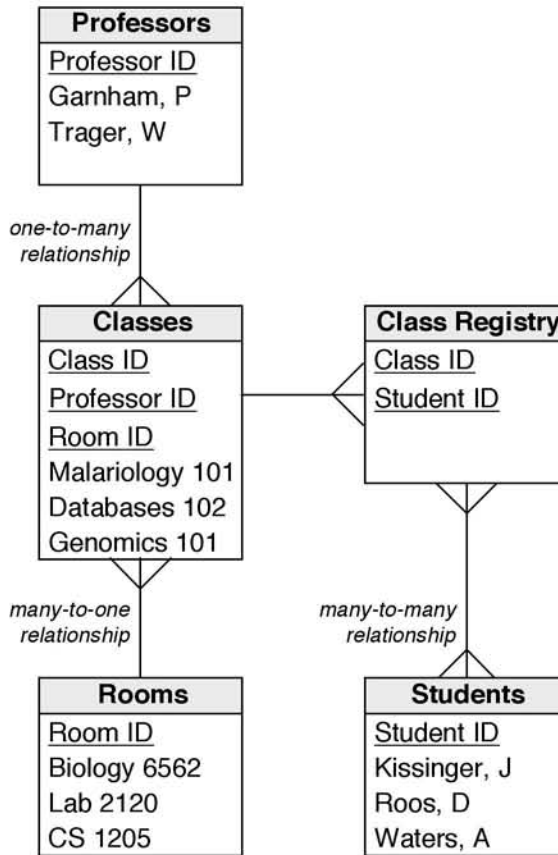 Professors
Professor ID
Garnham, P
Trager, W
one-to-many
relationship
Classes
Class ID
Professor ID
Room ID
Malariology 101
Databases 102
Genomics 101
Class Registry
Class ID
Student ID
many-to-one
relationship
many-to-many
relationship
Rooms
Room ID
Biology 6562
Lab 2120
CS 1205
Students
Student ID
Kissinger, J
Roos, D
Waters, A